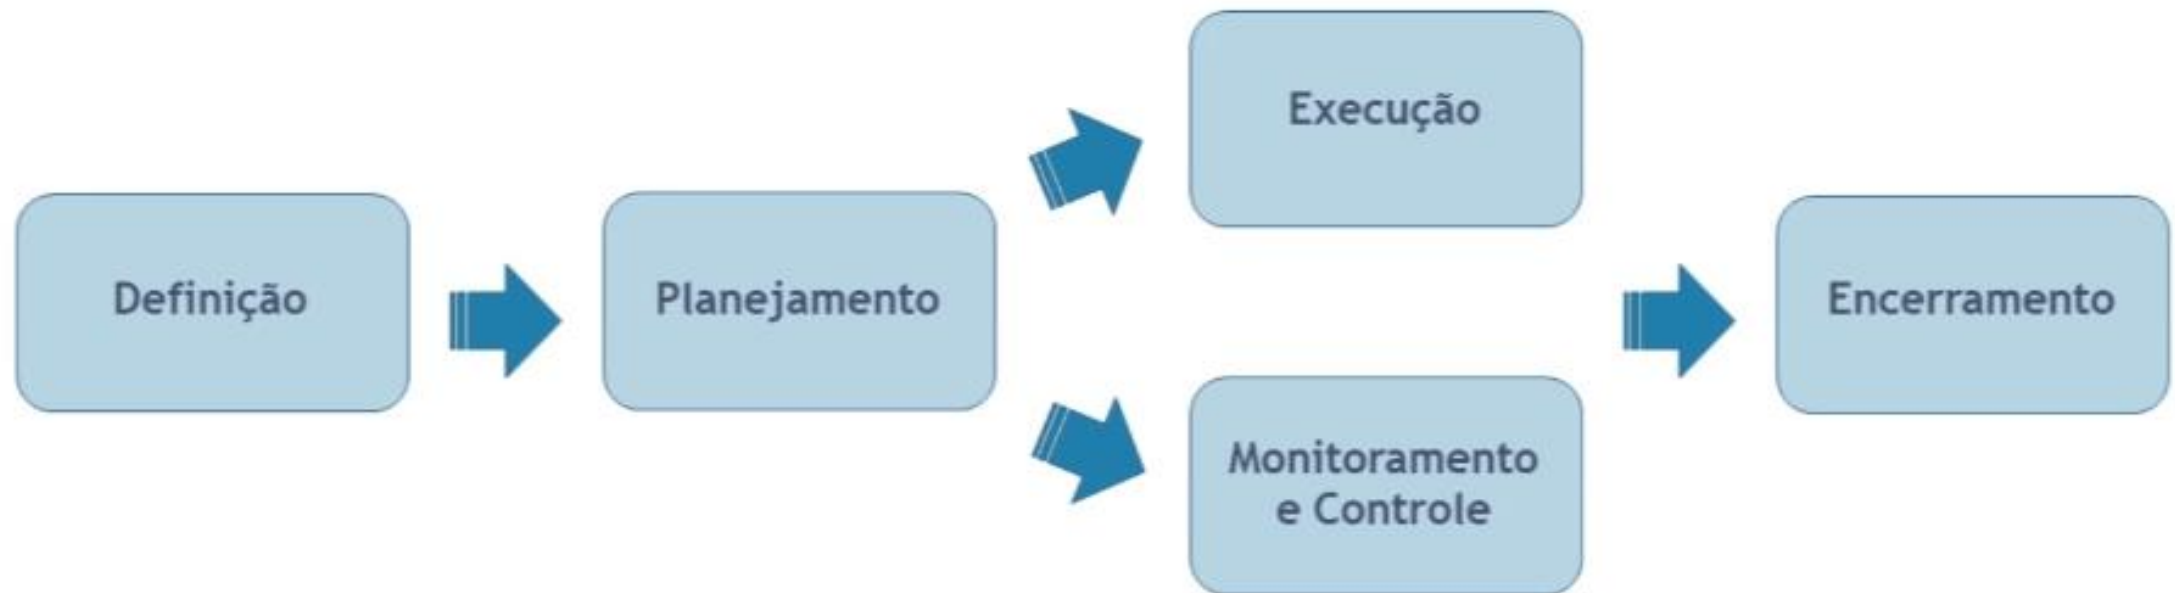 Definição
Planejamento
Execução
Monitoramento
e Controle
Encerramento